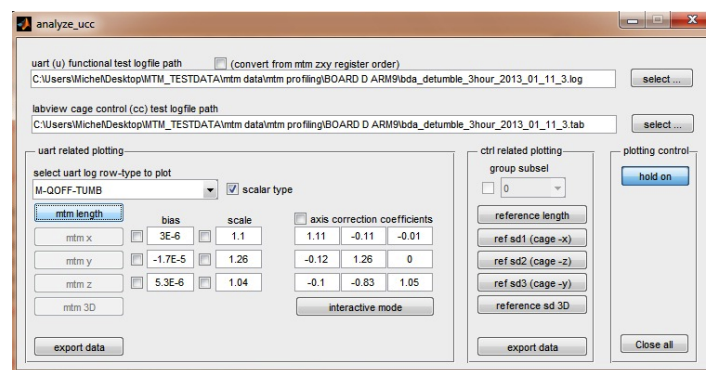 analyze_ucc
uart (u) functional test logfile path (convert from mtm zxy register order)
C:\Users\Michel\Desktop\MTM_TESTDATA\mtm data\mtm profiling\BOARD D ARM9\bda_detumble_3hour_2013_01_11_3.log select ...
labview cage control (cc) test logfile path
C:\Users\Michel\Desktop\MTM_TESTDATA\mtm data\mtm profiling\BOARD D ARM9\bda_detumble_3hour_2013_01_11_3.tab select ...
uart related plotting
select uart log row-type to plot
M-QOFF-TUMB scalar type
mtm length bias scale axis correction coefficients
mtm x 3E-6 1.1 1.11 -0.11 -0.01
mtm y -1.7E-5 1.26 -0.12 1.26 0
mtm z 5.3E-6 1.04 -0.1 -0.83 1.05
mtm 3D interactive mode
export data
ctrl related plotting
group subsel
0
reference length
ref sd1 (cage -x)
ref sd2 (cage -z)
ref sd3 (cage -y)
reference sd 3D
export data
plotting control
hold on
Close all